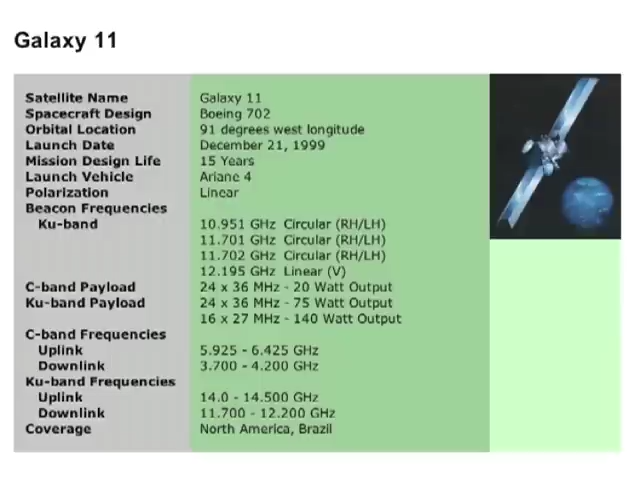 Galaxy 11
Satellite Name Galaxy 11
Spacecraft Design Boeing 702
Orbital Location 91 degrees west longitude
Launch Date December 21, 1999
Mission Design Life 15 Years
Launch Vehicle Ariane 4
Polarization Linear
Beacon Frequencies
Ku-band 10.951 GHz Circular (RH/LH)
11.701 GHz Circular (RH/LH)
11.702 GHz Circular (RH/LH)
12.195 GHz Linear (V)
C-band Payload 24 x 36 MHz - 20 Watt Output
Ku-band Payload 24 x 36 MHz - 75 Watt Output
16 x 27 MHz - 140 Watt Output
C-band Frequencies
Uplink 5.925 - 6.425 GHz
Downlink 3.700 - 4.200 GHz
Ku-band Frequencies
Uplink 14.0 - 14.500 GHz
Downlink 11.700 - 12.200 GHz
Coverage North America, Brazil